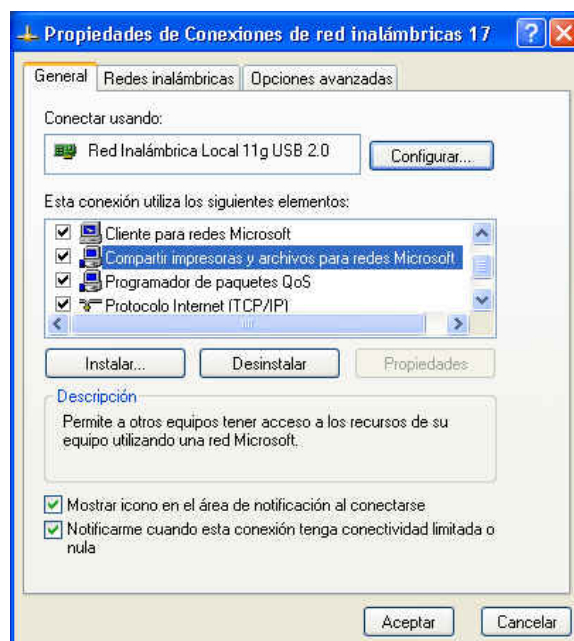 Propiedades de Conexiones de red inalámbricas 17
General Redes inalámbricas Opciones avanzadas
Conectar usando:
Red Inalámbrica Local 11g USB 2.0 Configurar...
Esta conexión utiliza los siguientes elementos:
Cliente para redes Microsoft
Compartir impresoras y archivos para redes Microsoft
Programador de paquetes QoS
Protocolo Internet (TCP/IP)
Instalar... Desinstalar Propiedades
Descripción
Permite a otros equipos tener acceso a los recursos de su
equipo utilizando una red Microsoft.
Mostrar icono en el área de notificación al conectarse
Notificarme cuando esta conexión tenga conectividad limitada o
nula
Aceptar Cancelar